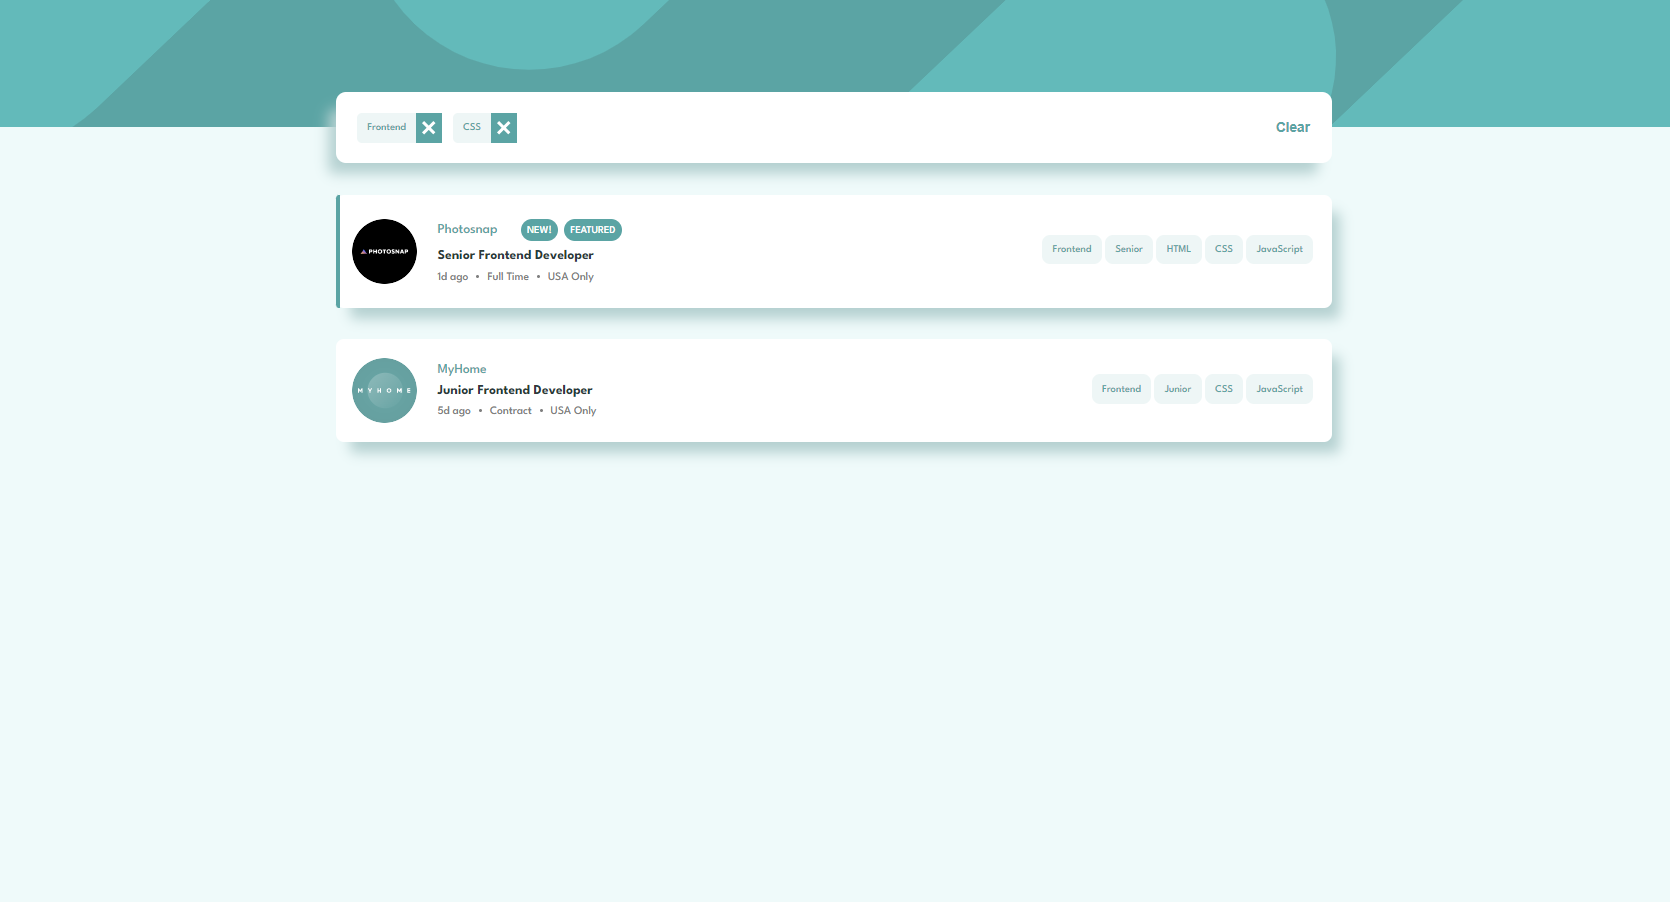 Frontend CSS Clear
PHOTOSNAP
Photosnap NEW! FEATURED
Senior Frontend Developer
1d ago • Full Time • USA Only
Frontend Senior HTML CSS JavaScript
MYHOME
MyHome
Junior Frontend Developer
5d ago • Contract • USA Only
Frontend Junior CSS JavaScript